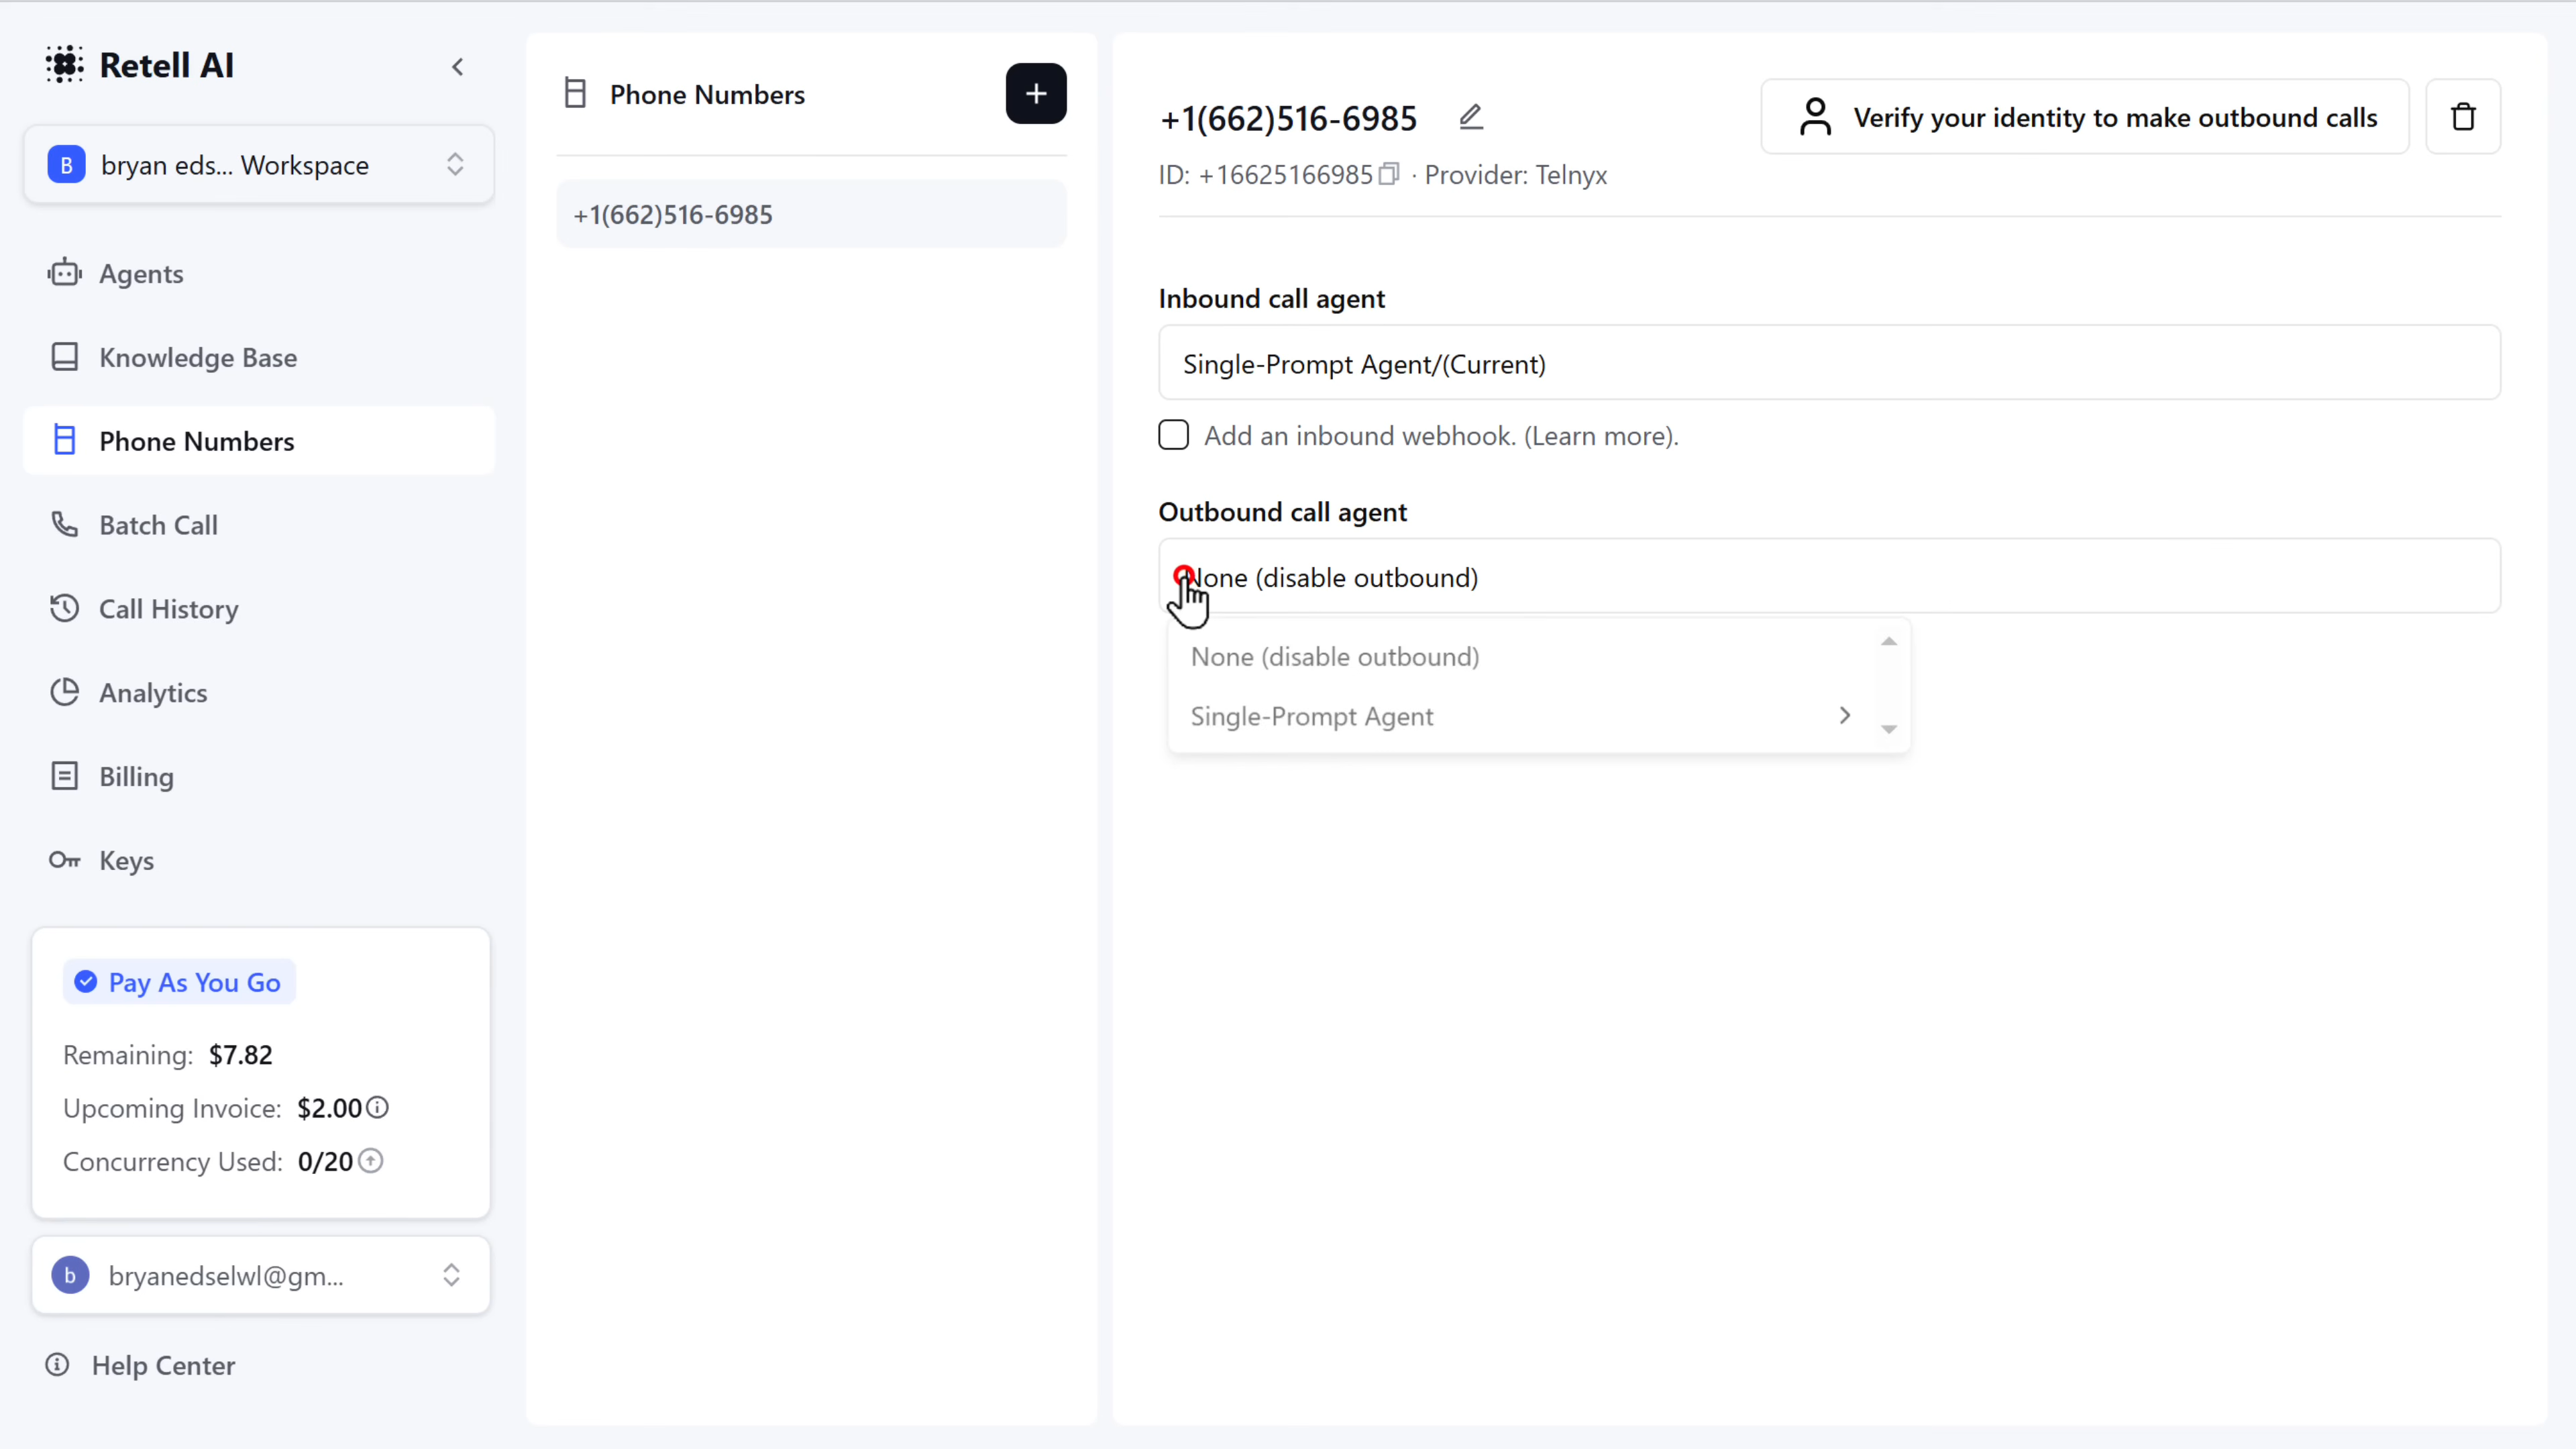 Retell AI
B bryan eds... Workspace
Agents
Knowledge Base
Phone Numbers
Batch Call
Call History
Analytics
Billing
Keys
Pay As You Go
Remaining: $7.82
Upcoming Invoice: $2.00
Concurrency Used: 0/20
b bryanedselwl@gm...
Help Center
Phone Numbers
+
+1(662)516-6985
+1(662)516-6985
Verify your identity to make outbound calls
ID: +16625166985 · Provider: Telnyx
Inbound call agent
Single-Prompt Agent/(Current)
Add an inbound webhook. (Learn more).
Outbound call agent
None (disable outbound)
None (disable outbound)
Single-Prompt Agent